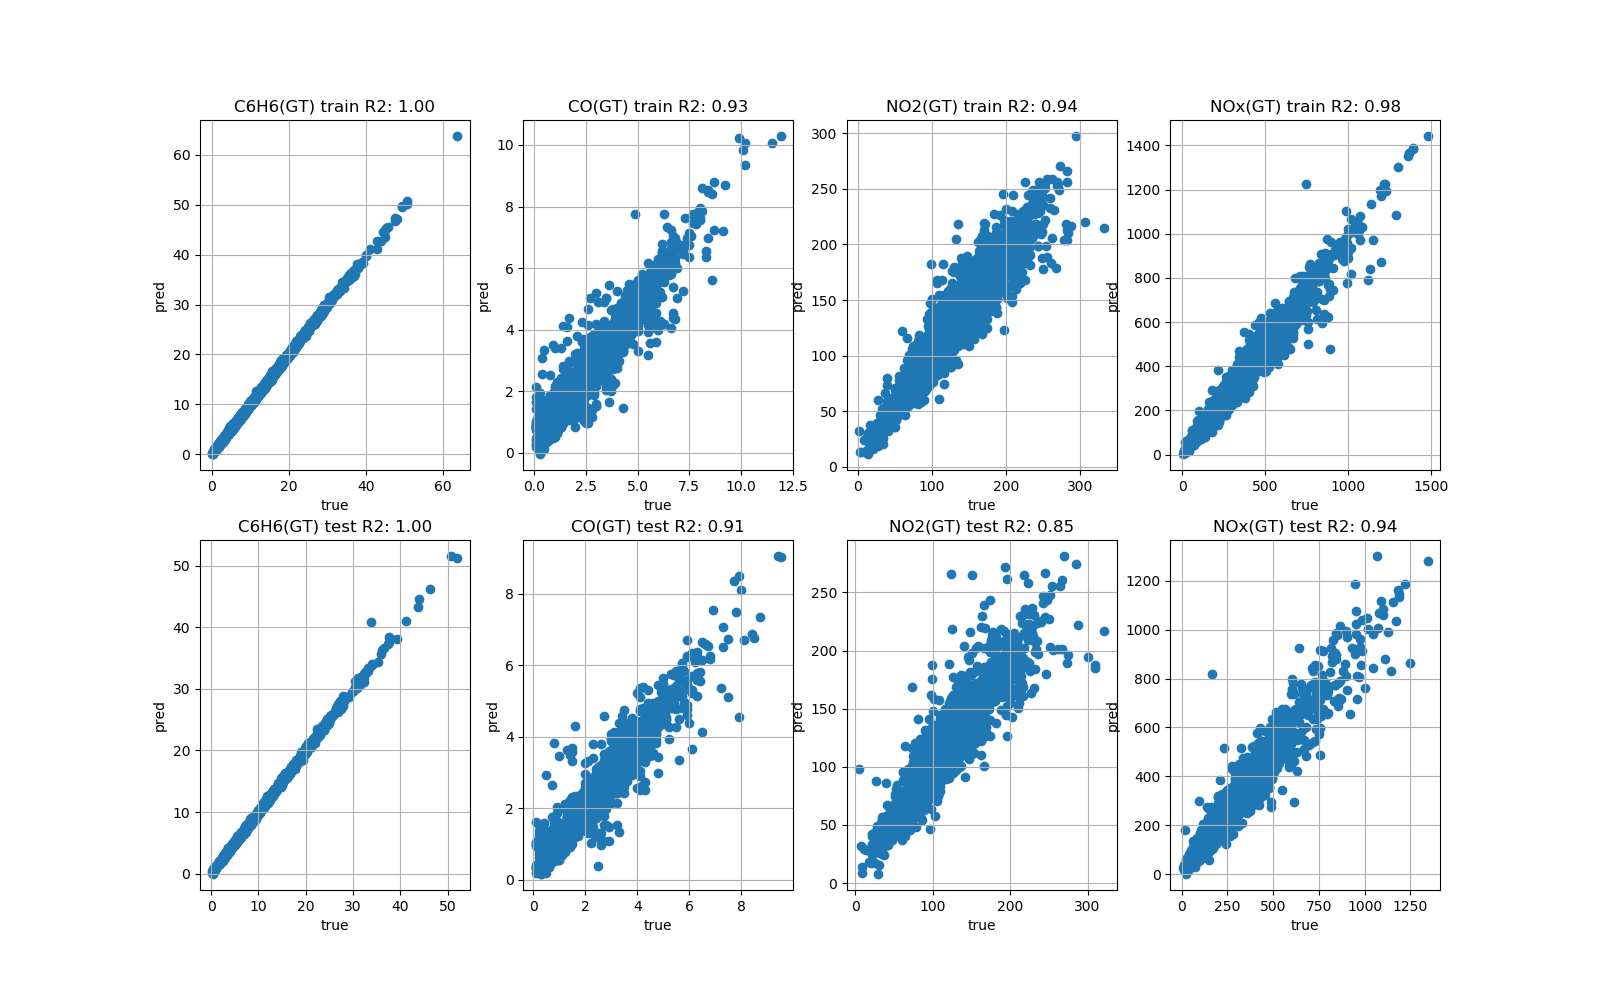 C6H6(GT) train R2: 1.00
60
50
40
30
20
10
0
pred
0 20 40 60
true
CO(GT) train R2: 0.93
10
8
6
4
2
0
pred
0.0 2.5 5.0 7.5 10.0 12.5
true
NO2(GT) train R2: 0.94
300
250
200
150
100
50
0
pred
0 100 200 300
true
NOx(GT) train R2: 0.98
1400
1200
1000
800
600
400
200
0
pred
0 500 1000 1500
true
C6H6(GT) test R2: 1.00
50
40
30
20
10
0
pred
0 10 20 30 40 50
true
CO(GT) test R2: 0.91
8
6
4
2
0
pred
0 2 4 6 8
true
NO2(GT) test R2: 0.85
250
200
150
100
50
0
pred
0 100 200 300
true
NOx(GT) test R2: 0.94
1200
1000
800
600
400
200
0
pred
0 250 500 750 1000 1250
true